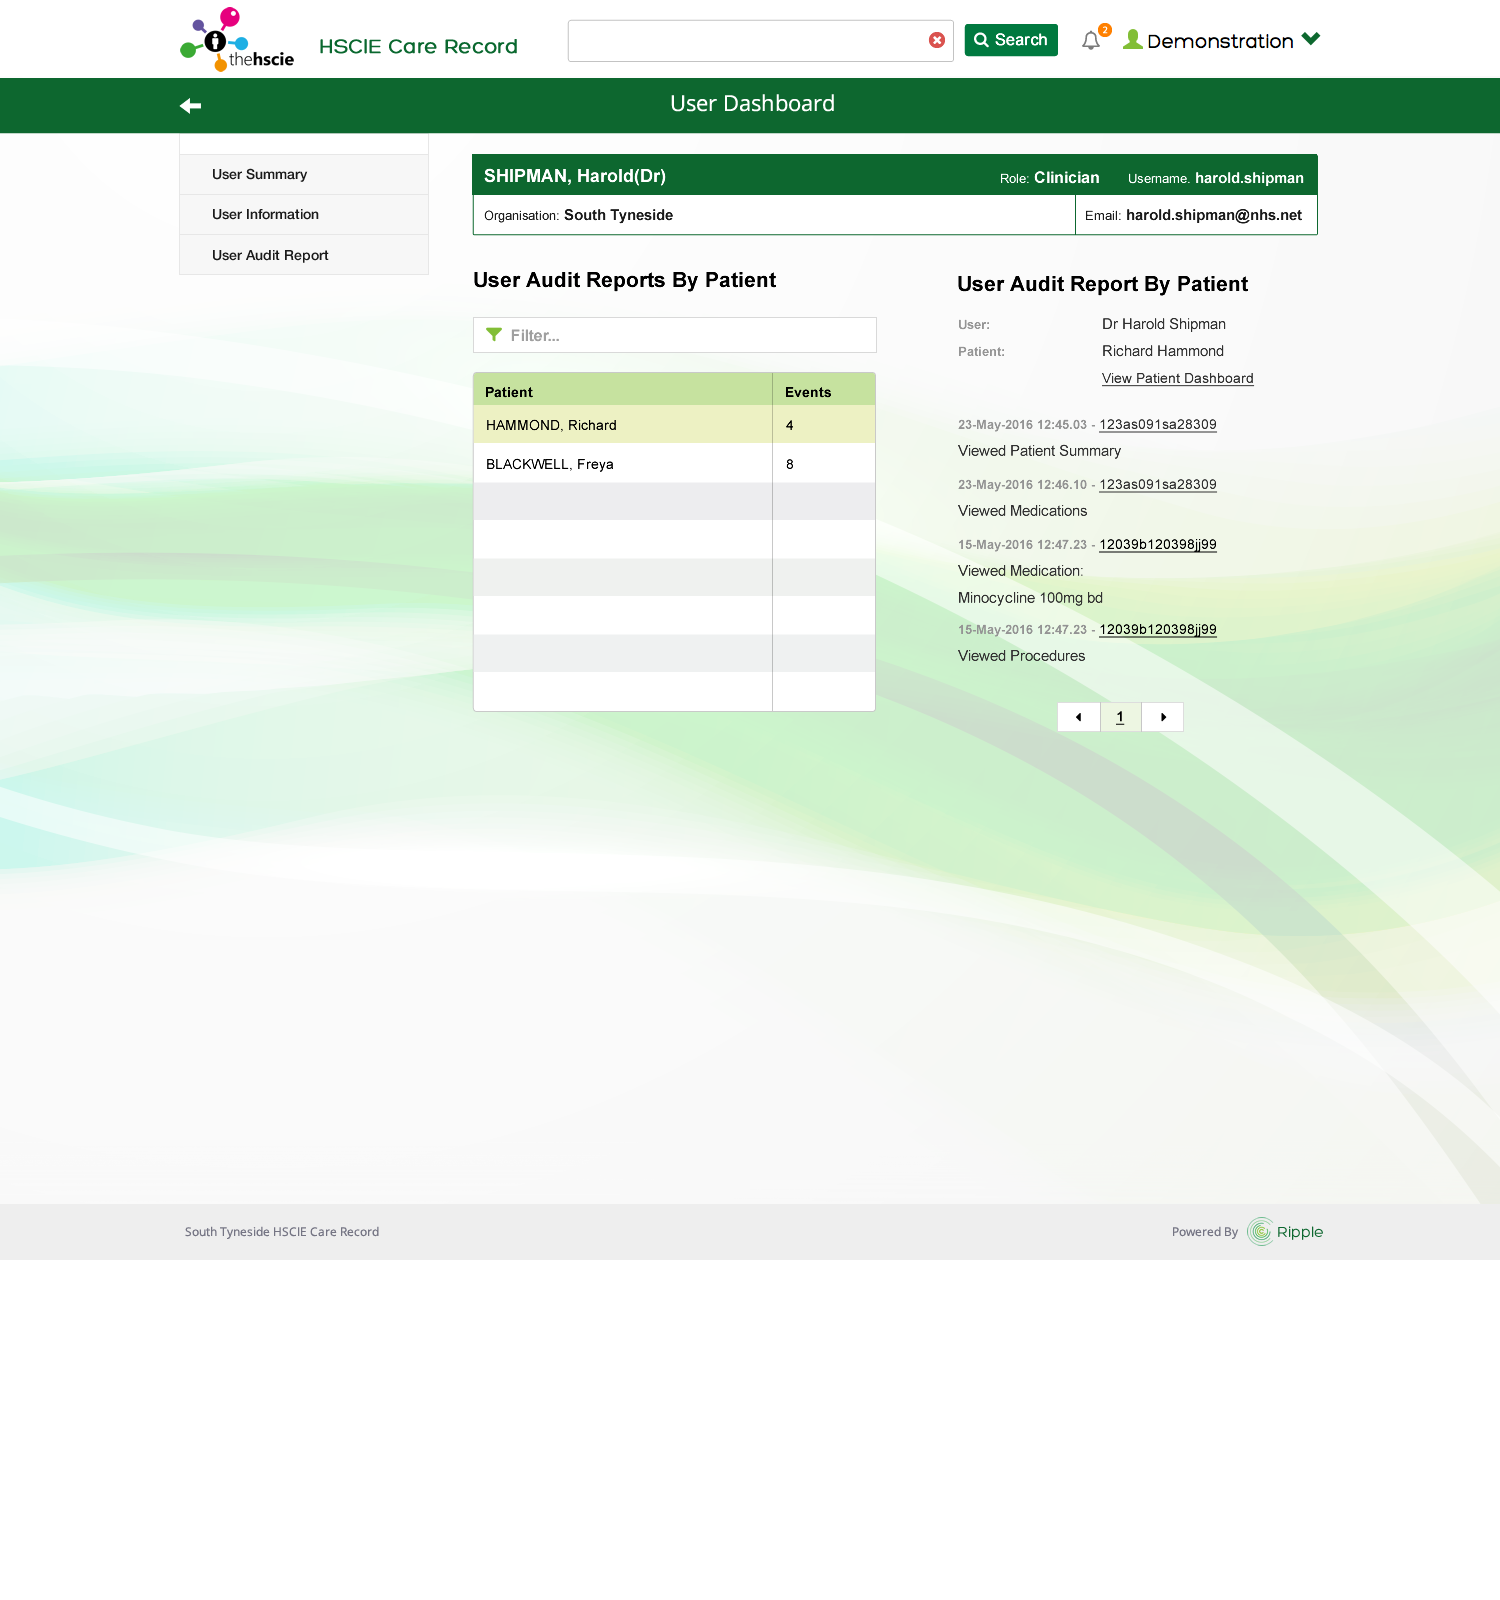 thehscie
HSCIE Care Record
Search
2
Demonstration
User Dashboard
User Summary
User Information
User Audit Report
SHIPMAN, Harold(Dr)
Role: Clinician
Username. harold.shipman
Organisation: South Tyneside
Email: harold.shipman@nhs.net
User Audit Reports By Patient
Filter...
Patient Events
HAMMOND, Richard 4
BLACKWELL, Freya 8
User Audit Report By Patient
User: Dr Harold Shipman
Patient: Richard Hammond
View Patient Dashboard
23-May-2016 12:45.03 - 123as091sa28309
Viewed Patient Summary
23-May-2016 12:46.10 - 123as091sa28309
Viewed Medications
15-May-2016 12:47.23 - 12039b120398jj99
Viewed Medication:
Minocycline 100mg bd
15-May-2016 12:47.23 - 12039b120398jj99
Viewed Procedures
1
South Tyneside HSCIE Care Record
Powered By Ripple